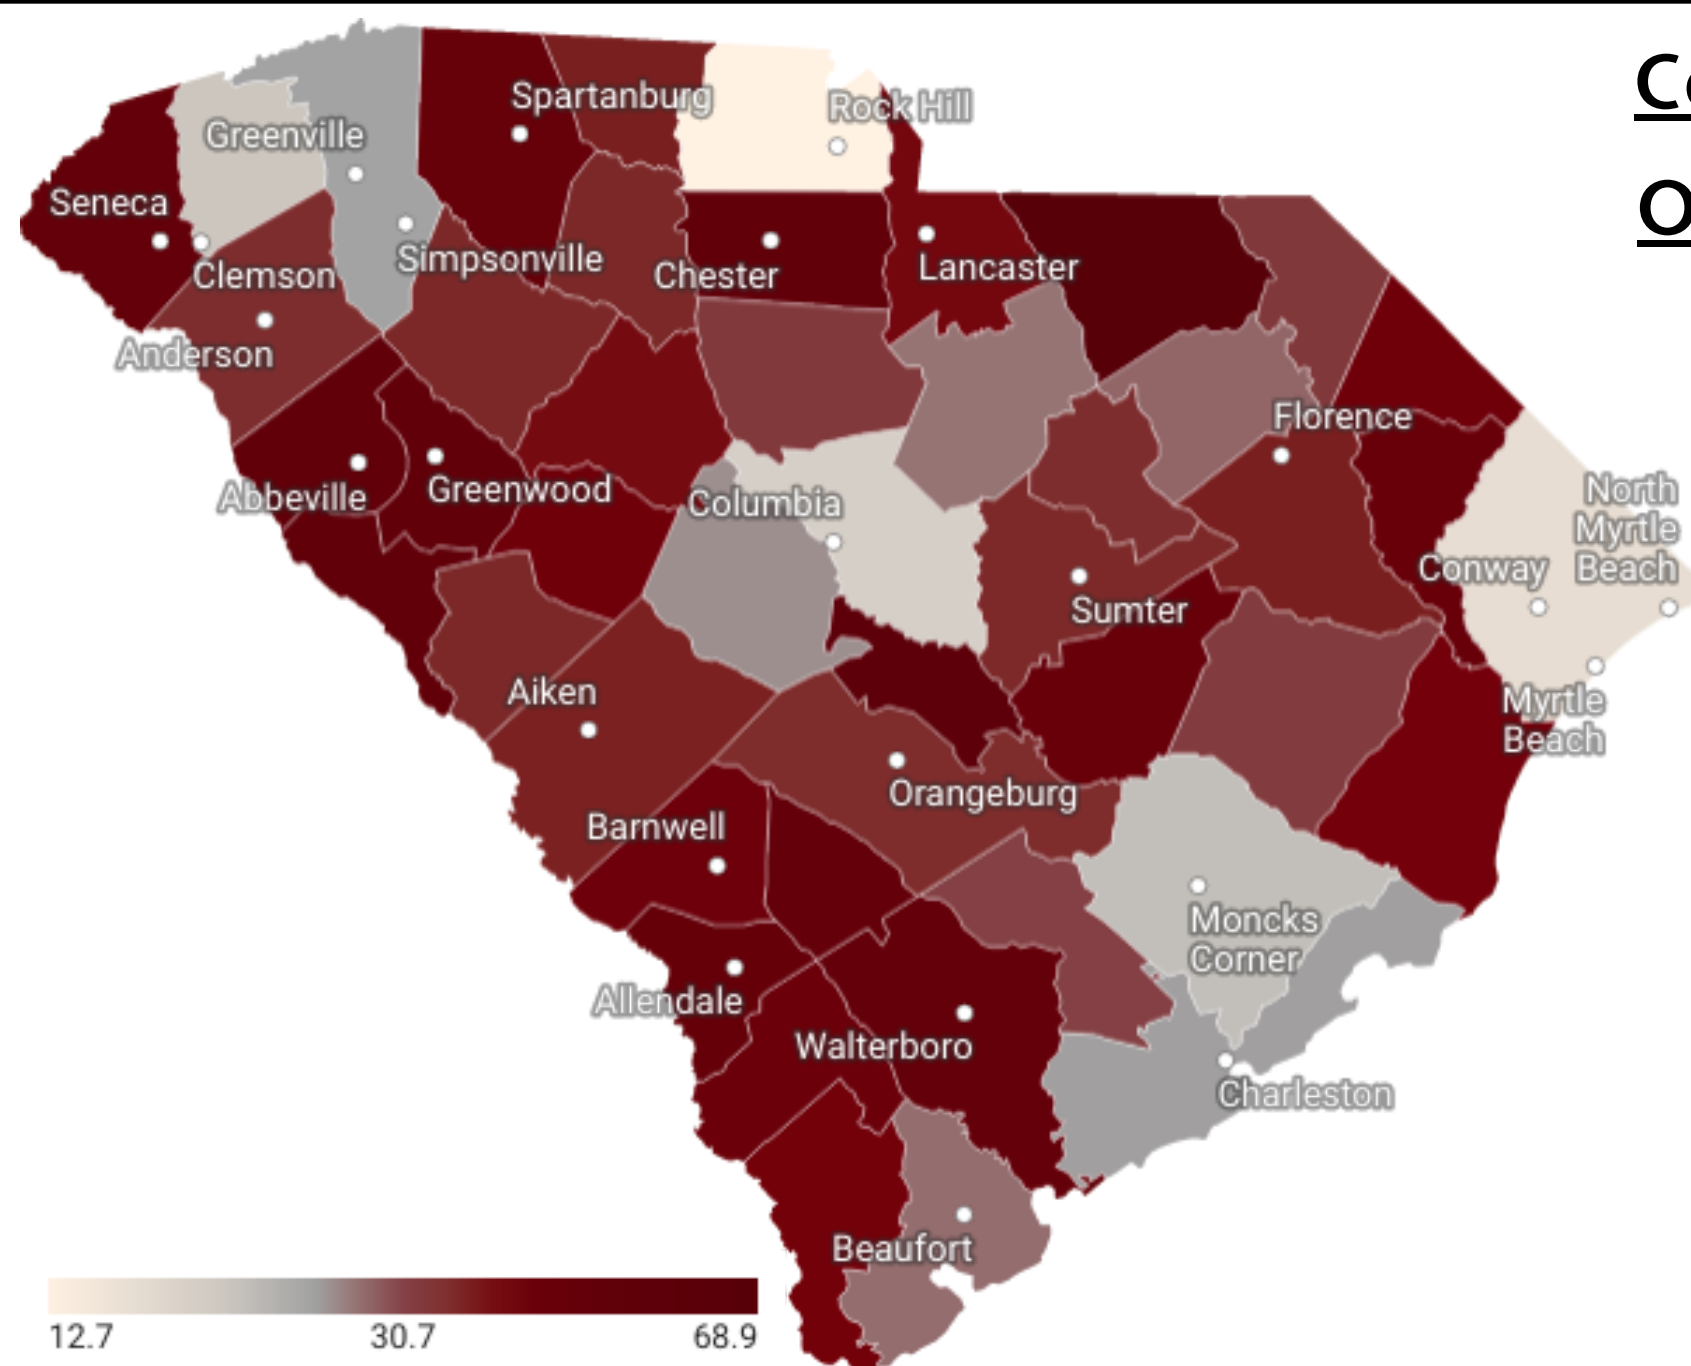 Spartanburg
Rock Hill
Greenville
Seneca
Clemson
Simpsonville
Chester
Lancaster
Anderson
Florence
Abbeville
Greenwood
Columbia
North
Myrtle
Beach
Conway
Sumter
Aiken
Myrtle
Beach
Orangeburg
Barnwell
Moncks
Corner
Allendale
Walterboro
Charleston
Beaufort
12.7 30.7 68.9